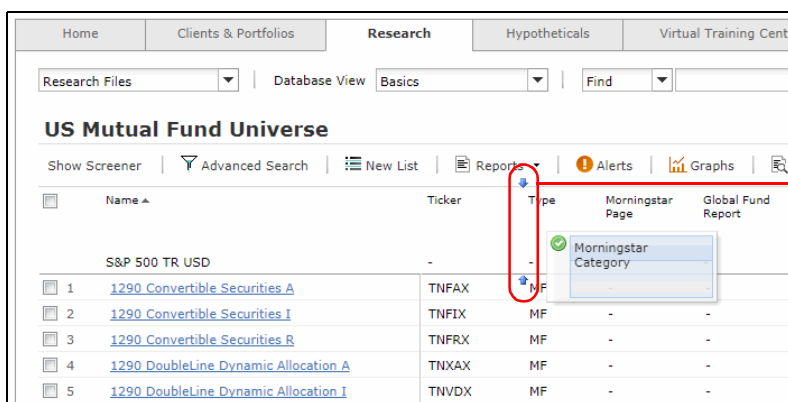 Home Clients & Portfolios Research Hypotheticals Virtual Training Cent
Research Files Database View Basics Find
US Mutual Fund Universe
Show Screener Advanced Search New List Reports Alerts Graphs
Name Ticker Type Morningstar Page Global Fund Report
S&P 500 TR USD - -
Morningstar Category
1 1290 Convertible Securities A TNFAX MF - -
2 1290 Convertible Securities I TNFIX MF - -
3 1290 Convertible Securities R TNFRX MF - -
4 1290 DoubleLine Dynamic Allocation A TNXAX MF - -
5 1290 DoubleLine Dynamic Allocation I TNVDX MF - -